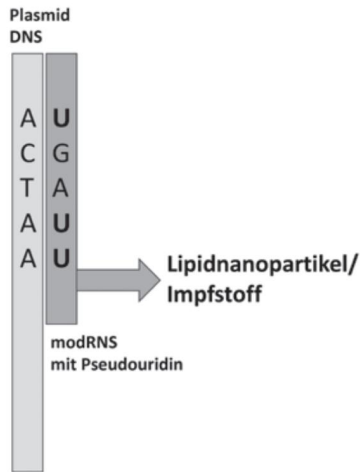 Plasmid
DNS
A U
C G
T A
A U
A U
Lipidnanopartikel/
Impfstoff
modRNS
mit Pseudouridin